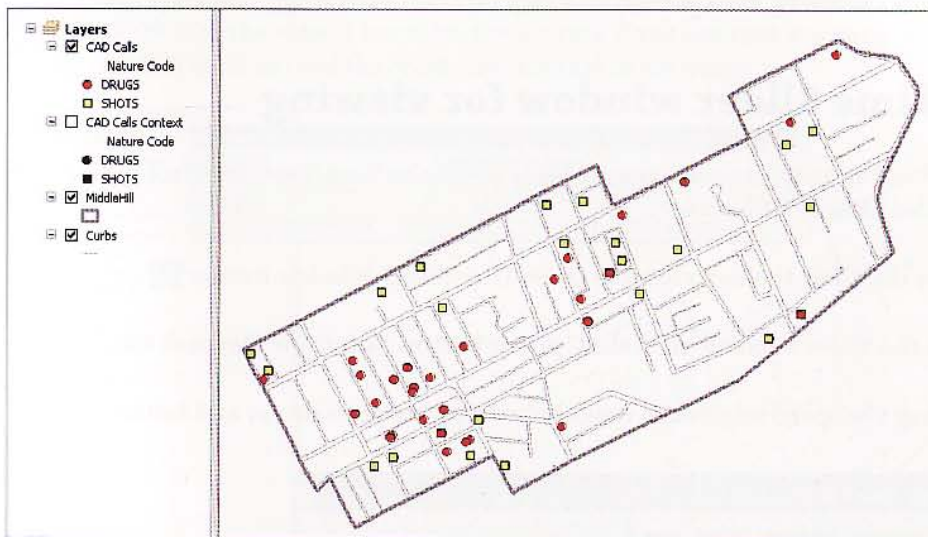 Layers
CAD Calls
Nature Code
DRUGS
SHOTS
CAD Calls Context
Nature Code
DRUGS
SHOTS
MiddleHill
Curbs